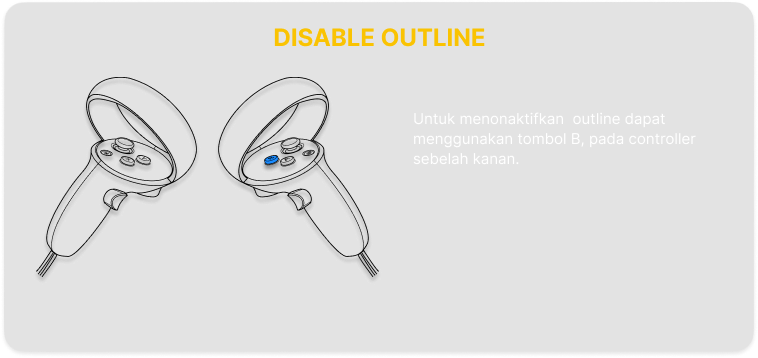 DISABLE OUTLINE
Untuk menonaktifkan  outline dapat
menggunakan tombol B, pada controller
sebelah kanan.